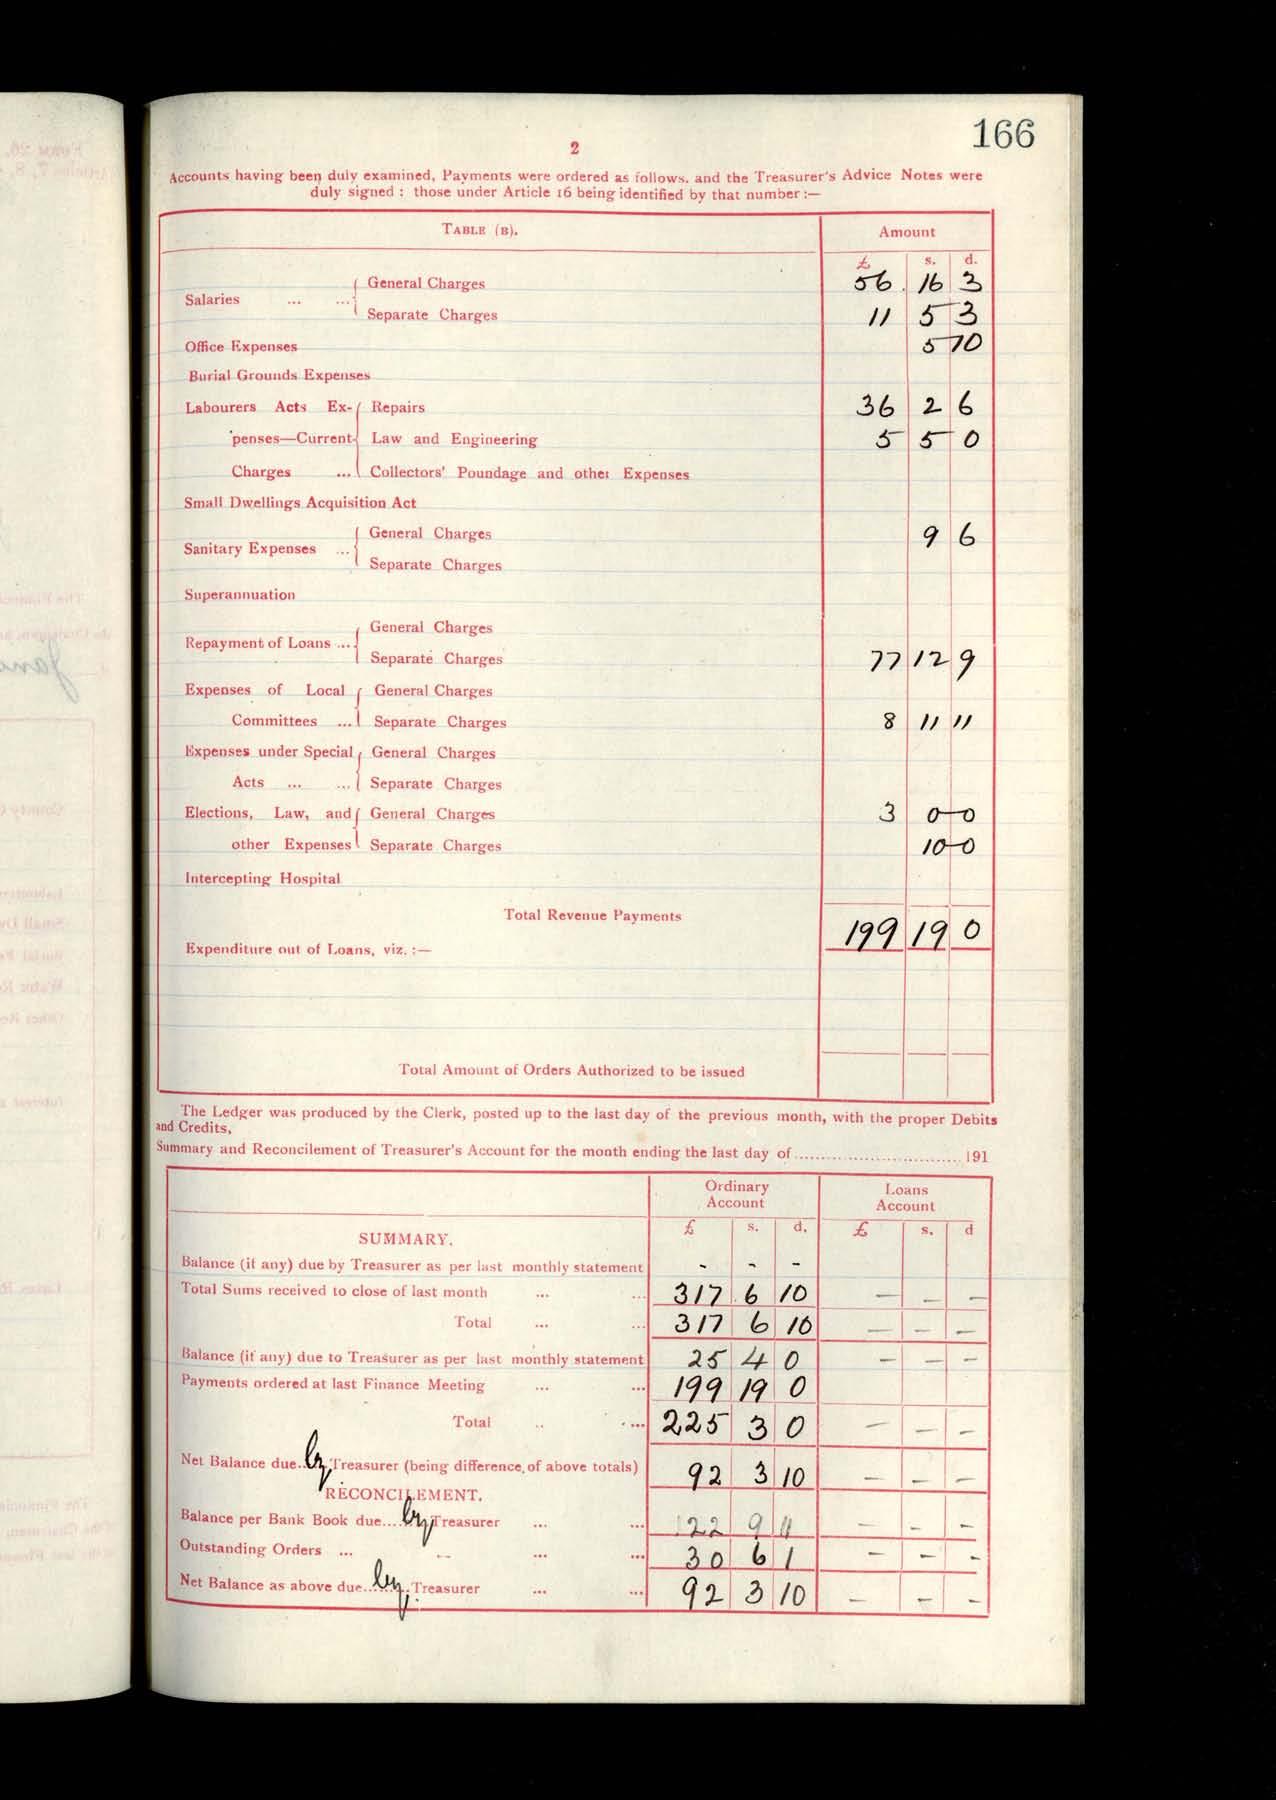 166
2
Accounts having been duly examined, Payments were ordered as follows, and the Treasurer's Advice Notes were
duly signed : those under Article 16 being identified by that number :—
TABLE (B). Amount
£ s. d.
Salaries ... ... General Charges 56 16 3
Separate Charges 11 5 3
Office Expenses 5 10
Burial Grounds Expenses
Labourers Acts Ex- Repairs 36 2 6
penses—Current Law and Engineering 5 5 0
Charges ... Collectors' Poundage and other Expenses
Small Dwellings Acquisition Act
Sanitary Expenses ... General Charges 9 6
Separate Charges
Superannuation
Repayment of Loans ... General Charges
Separate Charges 77 12 9
Expenses of Local General Charges
Committees ... Separate Charges 8 11 11
Expenses under Special General Charges
Acts ... ... Separate Charges
Elections, Law, and General Charges 3 0 0
other Expenses Separate Charges 10 0
Intercepting Hospital
Total Revenue Payments 199 19 0
Expenditure out of Loans, viz. :—
Total Amount of Orders Authorized to be issued
The Ledger was produced by the Clerk, posted up to the last day of the previous month, with the proper Debits
and Credits,
Summary and Reconcilement of Treasurer's Account for the month ending the last day of .............................. 191
Ordinary Account Loans Account
£ s. d. £ s. d
SUMMARY.
Balance (if any) due by Treasurer as per last monthly statement - - -
Total Sums received to close of last month ... ... 317 6 10 — — —
Total ... ... 317 6 10 — — —
Balance (if any) due to Treasurer as per last monthly statement 25 4 0 — — —
Payments ordered at last Finance Meeting ... ... 199 19 0
Total .. ... 225 3 0 — — —
Net Balance due..by Treasurer (being difference of above totals) 92 3 10 — — —
RECONCILEMENT.
Balance per Bank Book due....by Treasurer ... ... 122 9 11 — — —
Outstanding Orders ... ... ... ... 30 6 1 — — —
Net Balance as above due....by..Treasurer ... ... 92 3 10 — — —